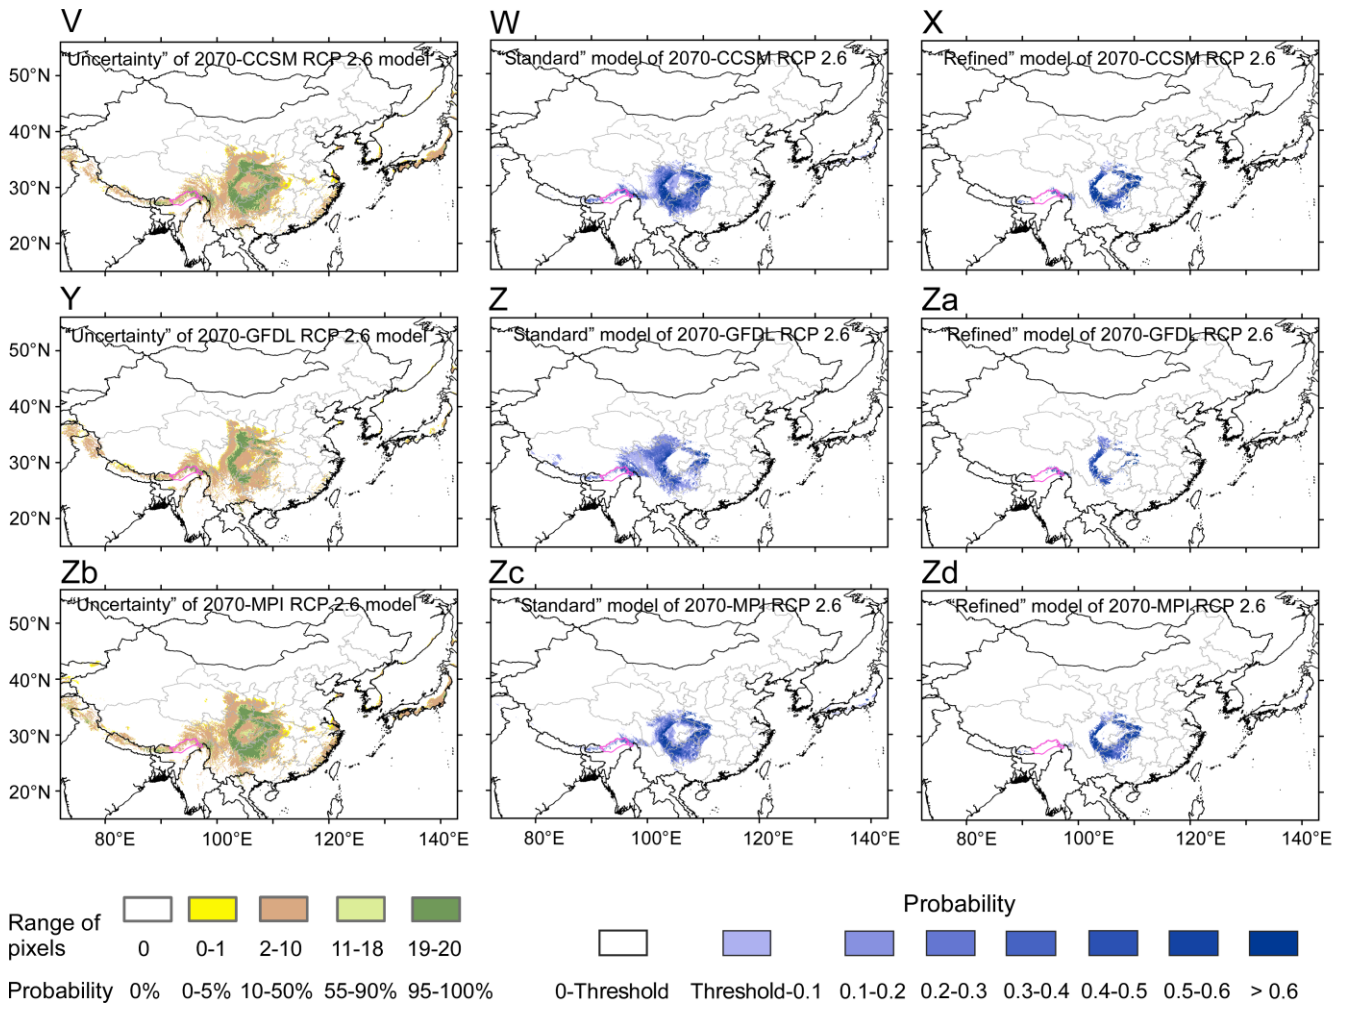 V
W
X
"Uncertainty" of 2070-CCSM RCP 2.6 model
"Standard" model of 2070-CCSM RCP 2.6
"Refined" model of 2070-CCSM RCP 2.6
50°N
40°N
30°N
20°N
Y
Z
Za
"Uncertainty" of 2070-GFDL RCP 2.6 model
"Standard" model of 2070-GFDL RCP 2.6
"Refined" model of 2070-GFDL RCP 2.6
50°N
40°N
30°N
20°N
Zb
Zc
Zd
"Uncertainty" of 2070-MPI RCP 2.6 model
"Standard" model of 2070-MPI RCP 2.6
"Refined" model of 2070-MPI RCP 2.6
50°N
40°N
30°N
20°N
80°E 100°E 120°E 140°E
80°E 100°E 120°E 140°E
80°E 100°E 120°E 140°E
Range of
pixels
0 0-1 2-10 11-18 19-20
Probability 0% 0-5% 10-50% 55-90% 95-100%
Probability
0-Threshold Threshold-0.1 0.1-0.2 0.2-0.3 0.3-0.4 0.4-0.5 0.5-0.6 > 0.6